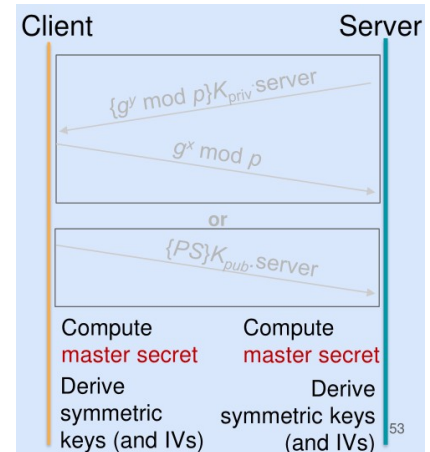 Client Server
{g^y mod p}K_priv-server
g^x mod p
or
{PS}K_pub-server
Compute Compute
master secret master secret
Derive Derive
symmetric symmetric keys
keys (and IVs) (and IVs)
53